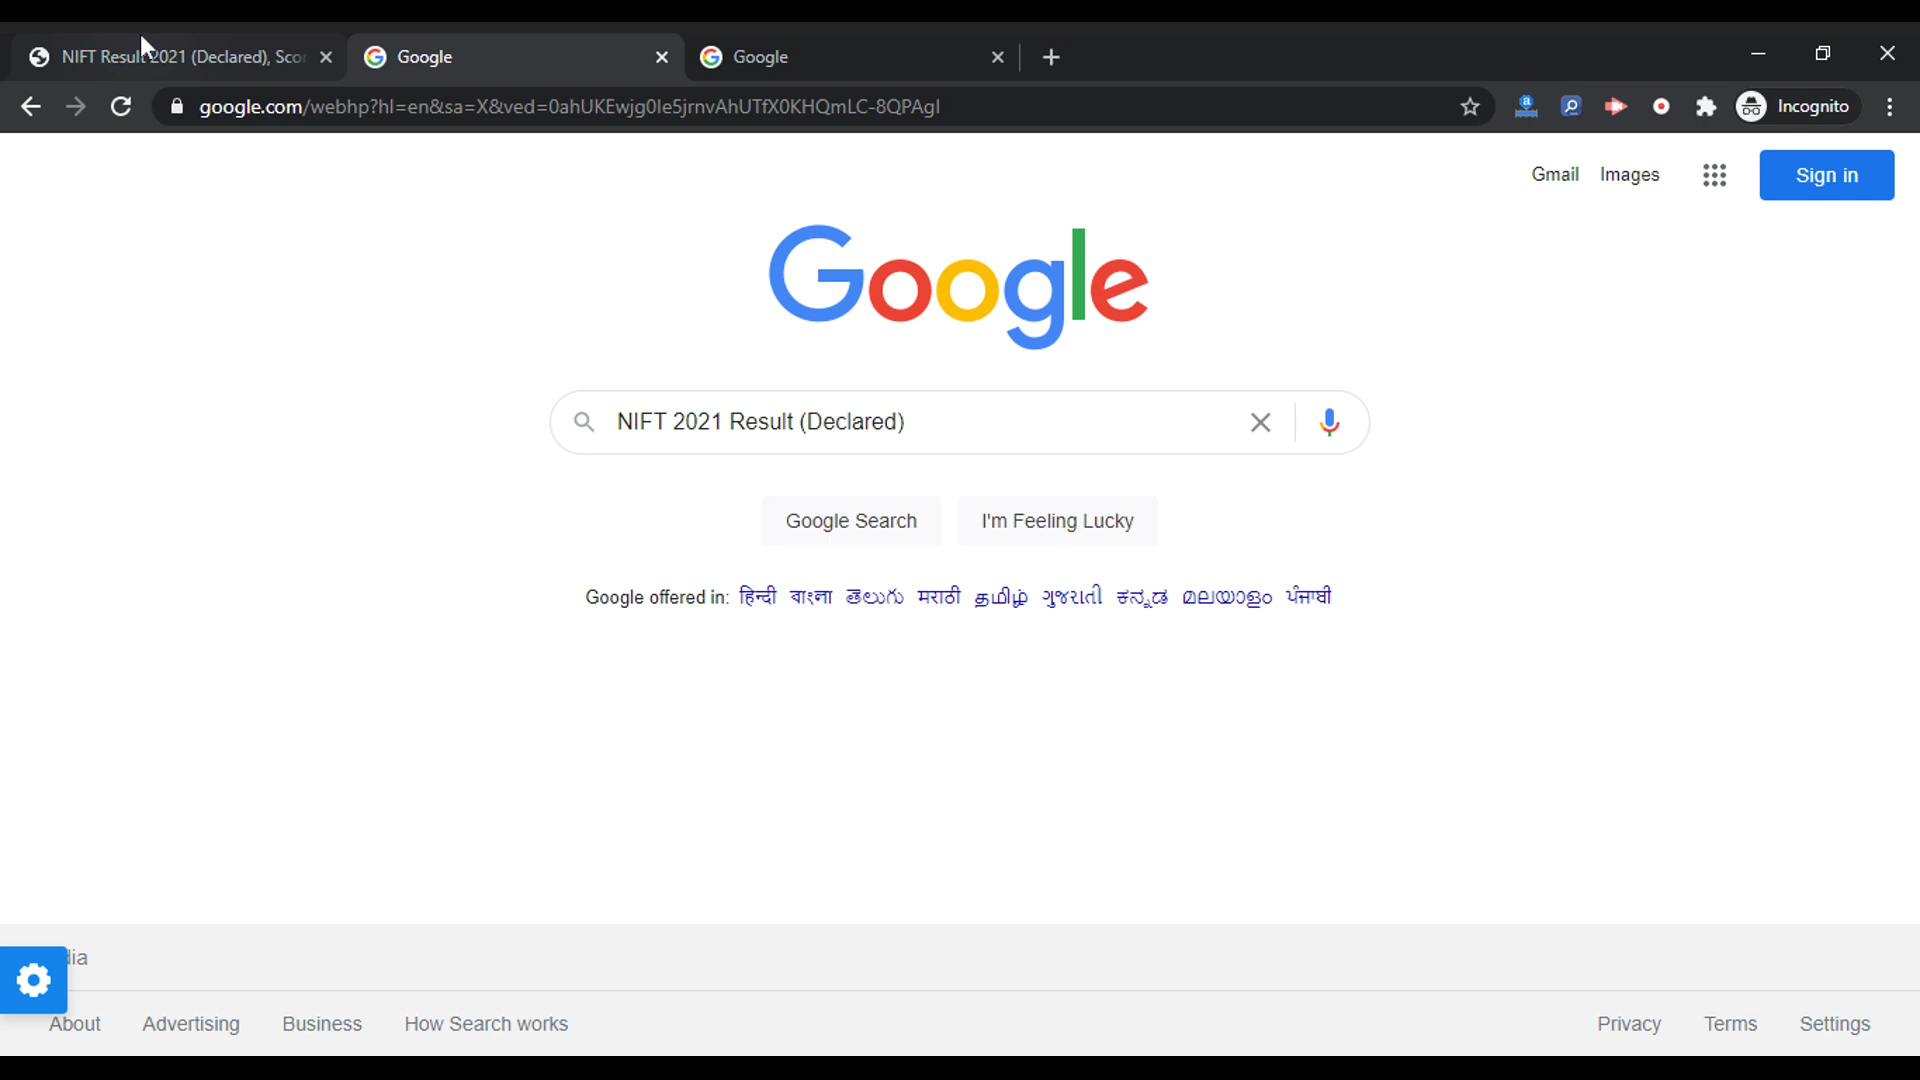 NIFT Result 2021 (Declared), Scor
Google
Google
google.com/webhp?hl=en&sa=X&ved=0ahUKEwjg0Ie5jrnvAhUTfX0KHQmLC-8QPAgI
Incognito
Gmail Images Sign in
Google
NIFT 2021 Result (Declared)
Google Search I'm Feeling Lucky
Google offered in: हिन्दी বাংলা తెలుగు मराठी தமிழ் ગુજરાતી ಕನ್ನಡ മലയാളം ਪੰਜਾਬੀ
dia
About Advertising Business How Search works Privacy Terms Settings